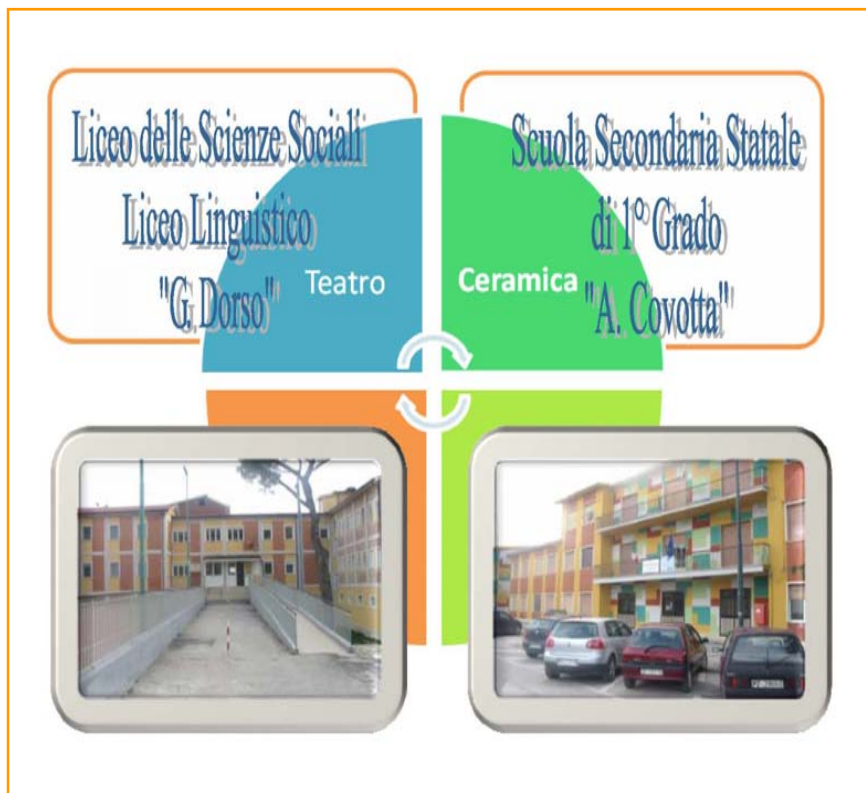 Liceo delle Scienze Sociali
Liceo Linguistico
"G. Dorso"
Teatro
Scuola Secondaria Statale
di 1° Grado
"A. Covotta"
Ceramica